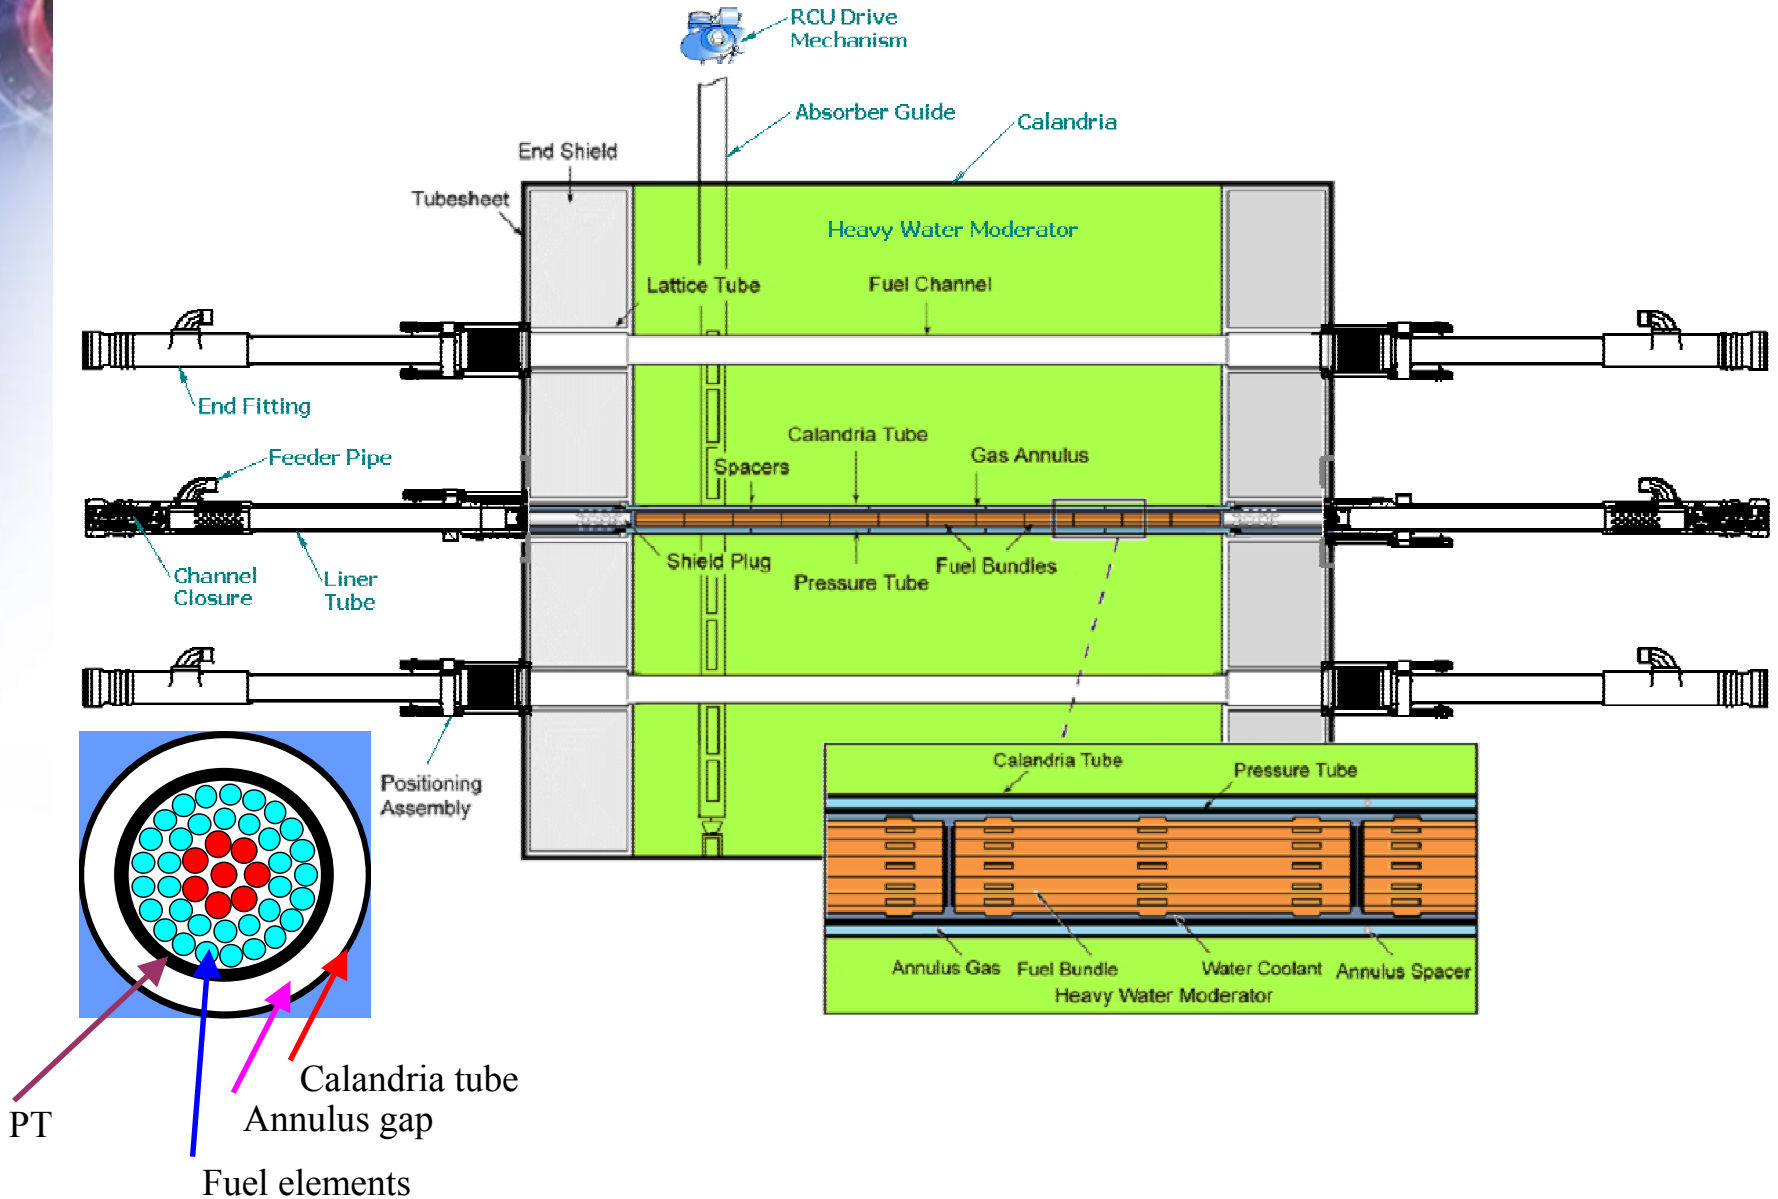 RCU Drive
Mechanism
Absorber Guide
Calandria
End Shield
Tubesheet
Heavy Water Moderator
Lattice Tube
Fuel Channel
End Fitting
Calandria Tube
Feeder Pipe
Spacers
Gas Annulus
Channel
Closure
Liner
Tube
Shield Plug
Pressure Tube
Fuel Bundles
Positioning
Assembly
Calandria Tube
Pressure Tube
Annulus Gas
Fuel Bundle
Water Coolant
Annulus Spacer
Heavy Water Moderator
Calandria tube
PT
Annulus gap
Fuel elements